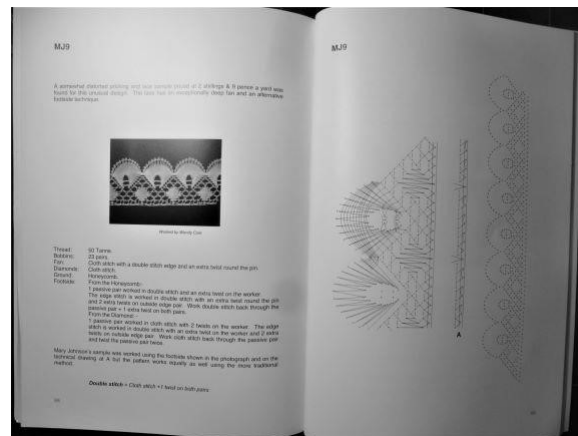 MJ9
A somewhat distorted pricking and lace sample priced at 2 shillings & 9 pence a yard was
found for this unusual design. This lace has an exceptionally deep fan and an alternative
footside technique.
Worked by Wendy
Thread: 50 Tanne.
Bobbins: 23 pairs.
Fan: Cloth stitch with a double stitch edge and an extra twist round the pin.
Diamonds: Cloth stitch.
Ground: Honeycomb.
Footside: From the Honeycomb:-
1 passive pair worked in double stitch and an extra twist on the worker.
The edge stitch is worked in double stitch with an extra twist round the pin
and 2 extra twists on outside edge pair. Work double stitch back through the
passive pair + 1 extra twist on both pairs.
From the Diamond:-
1 passive pair worked in cloth stitch with 2 twists on the worker. The edge
stitch is worked in double stitch with an extra twist on the worker and 2 extra
twists on outside edge pair. Work cloth stitch back through the passive pair
and twist the passive pair twice.
Mary Johnson's sample was worked using the footside shown in the photograph and on the
technical drawing at A but the pattern works equally as well using the more traditional
method.
Double stitch = Cloth stitch + 1 twist on both pairs
MJ9
A